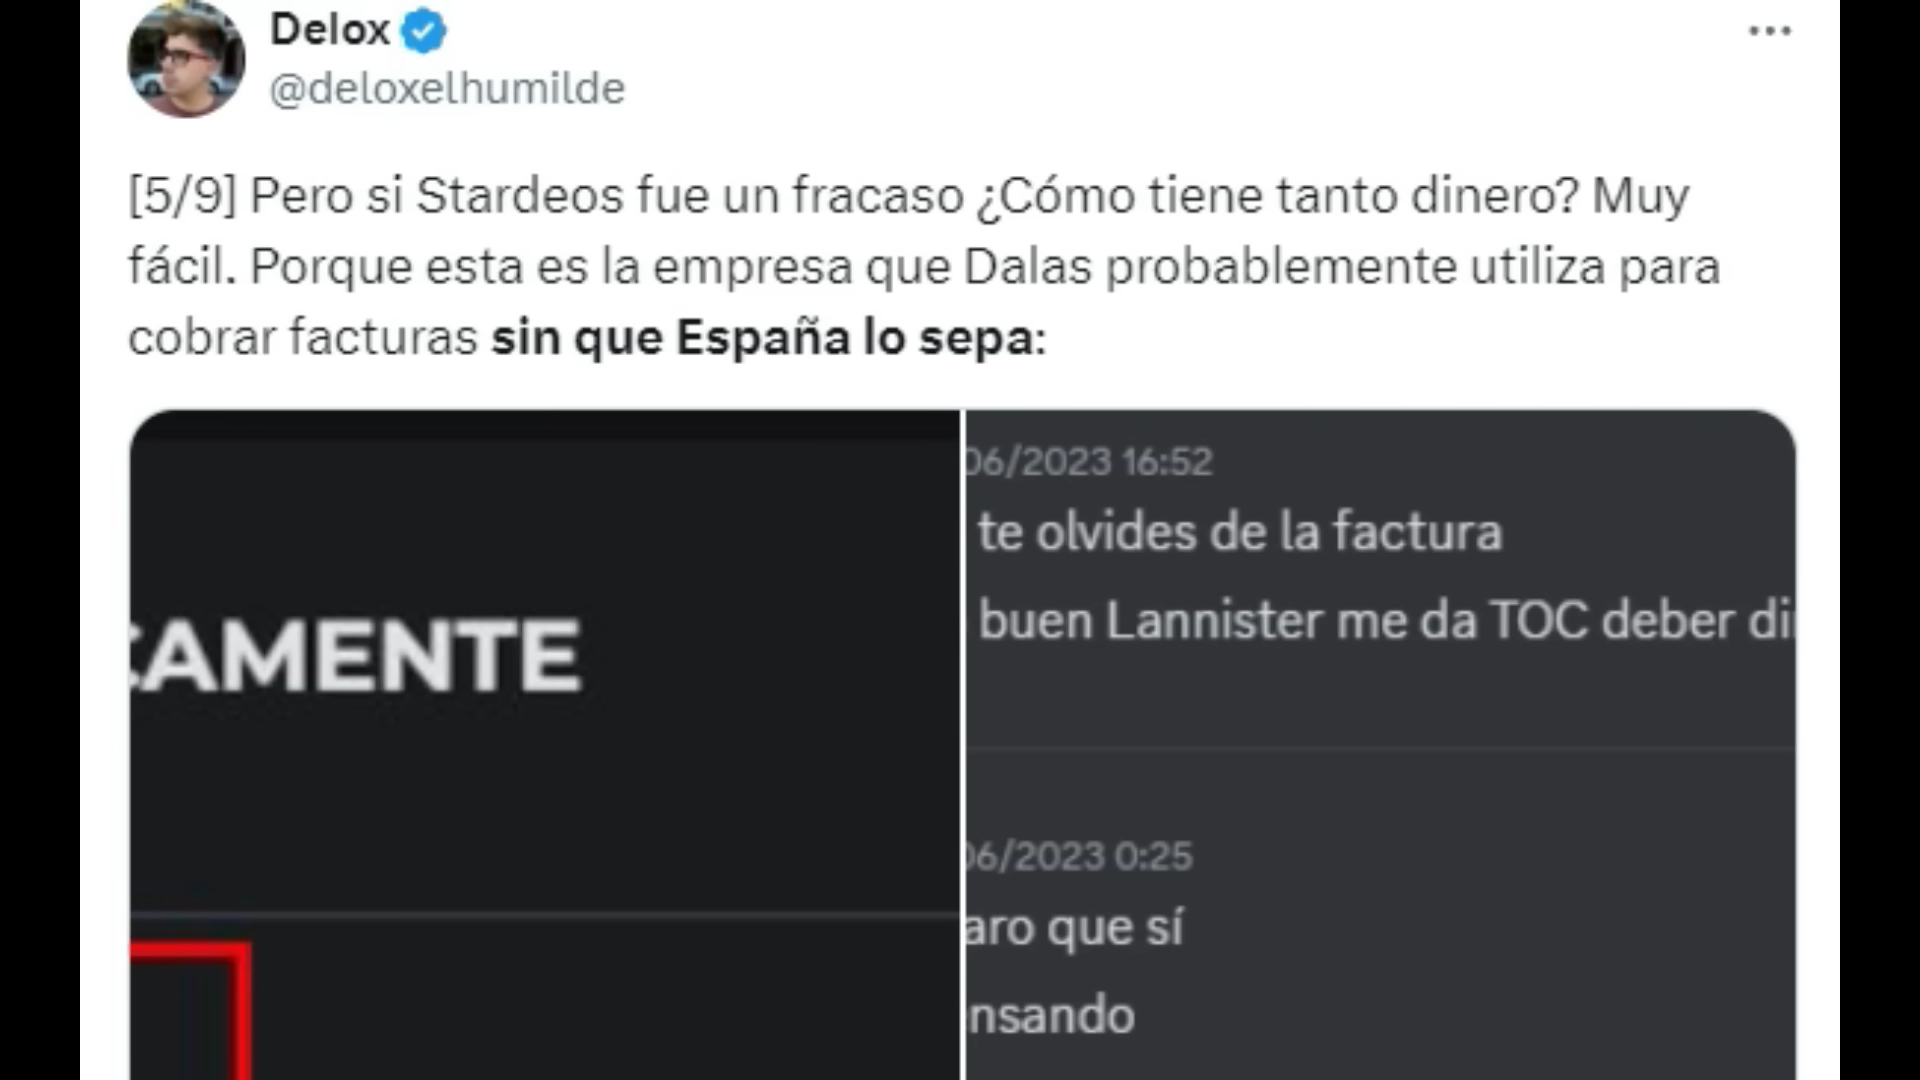 Delox
@deloxelhumilde
[5/9] Pero si Stardeos fue un fracaso ¿Cómo tiene tanto dinero? Muy
fácil. Porque esta es la empresa que Dalas probablemente utiliza para
cobrar facturas sin que España lo sepa:
CAMENTE
06/2023 16:52
te olvides de la factura
buen Lannister me da TOC deber di
06/2023 0:25
aro que sí
nsando